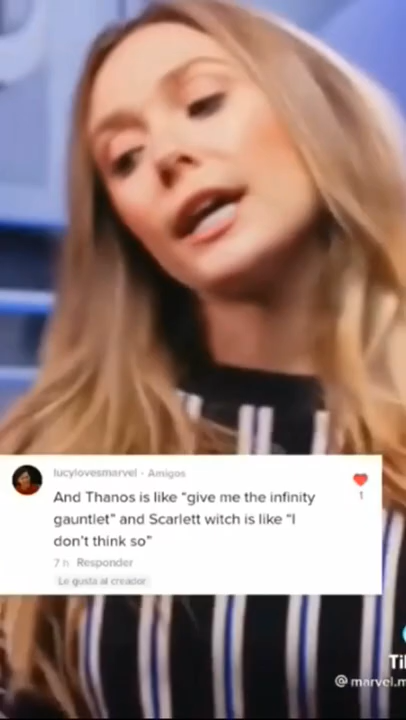 lucylovesmarvel · Amigos
And Thanos is like "give me the infinity
gauntlet" and Scarlett witch is like "I
don't think so"
1
7 h Responder
Le gusta al creador
@marvel.m